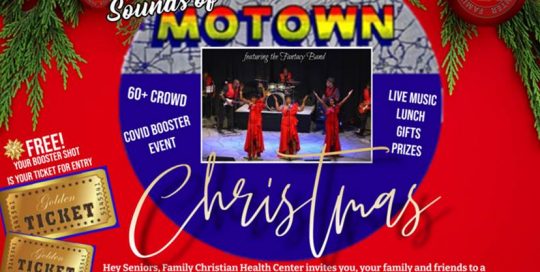 Sounds of
MOTOWN
featuring the Fantasy Band
60+ CROWD
COVID BOOSTER
EVENT
LIVE MUSIC
LUNCH
GIFTS
PRIZES
FREE!
YOUR BOOSTER SHOT
IS YOUR TICKET FOR ENTRY
Golden
TICKET
Golden
TICKET
Christmas
Hey Seniors, Family Christian Health Center invites you, your family and friends to a